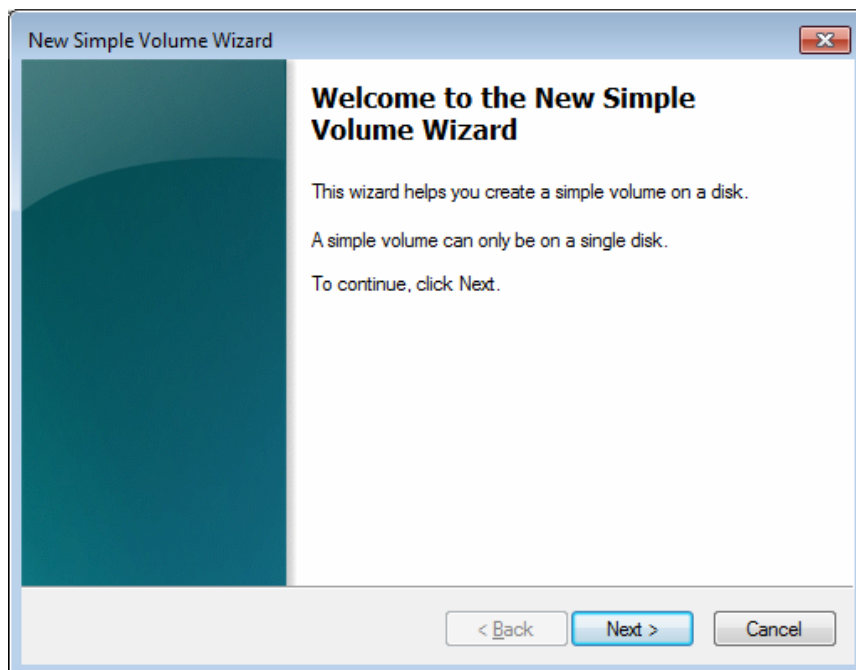 New Simple Volume Wizard
Welcome to the New Simple
Volume Wizard
This wizard helps you create a simple volume on a disk.
A simple volume can only be on a single disk.
To continue, click Next.
< Back
Next >
Cancel